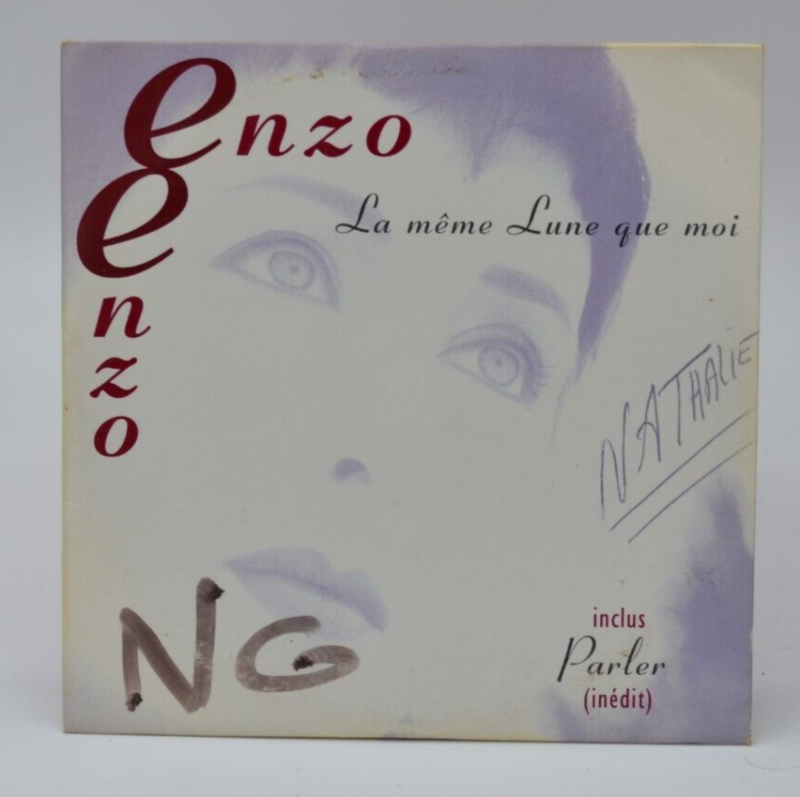 enzo
enzo
La même Lune que moi
NATHALIE
NG
inclus
Parler
(inédit)